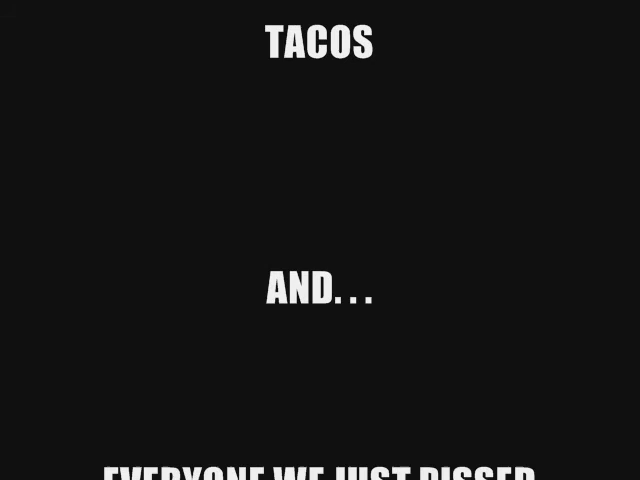 TACOS
AND. . .
EVERYONE WE JUST PISSED